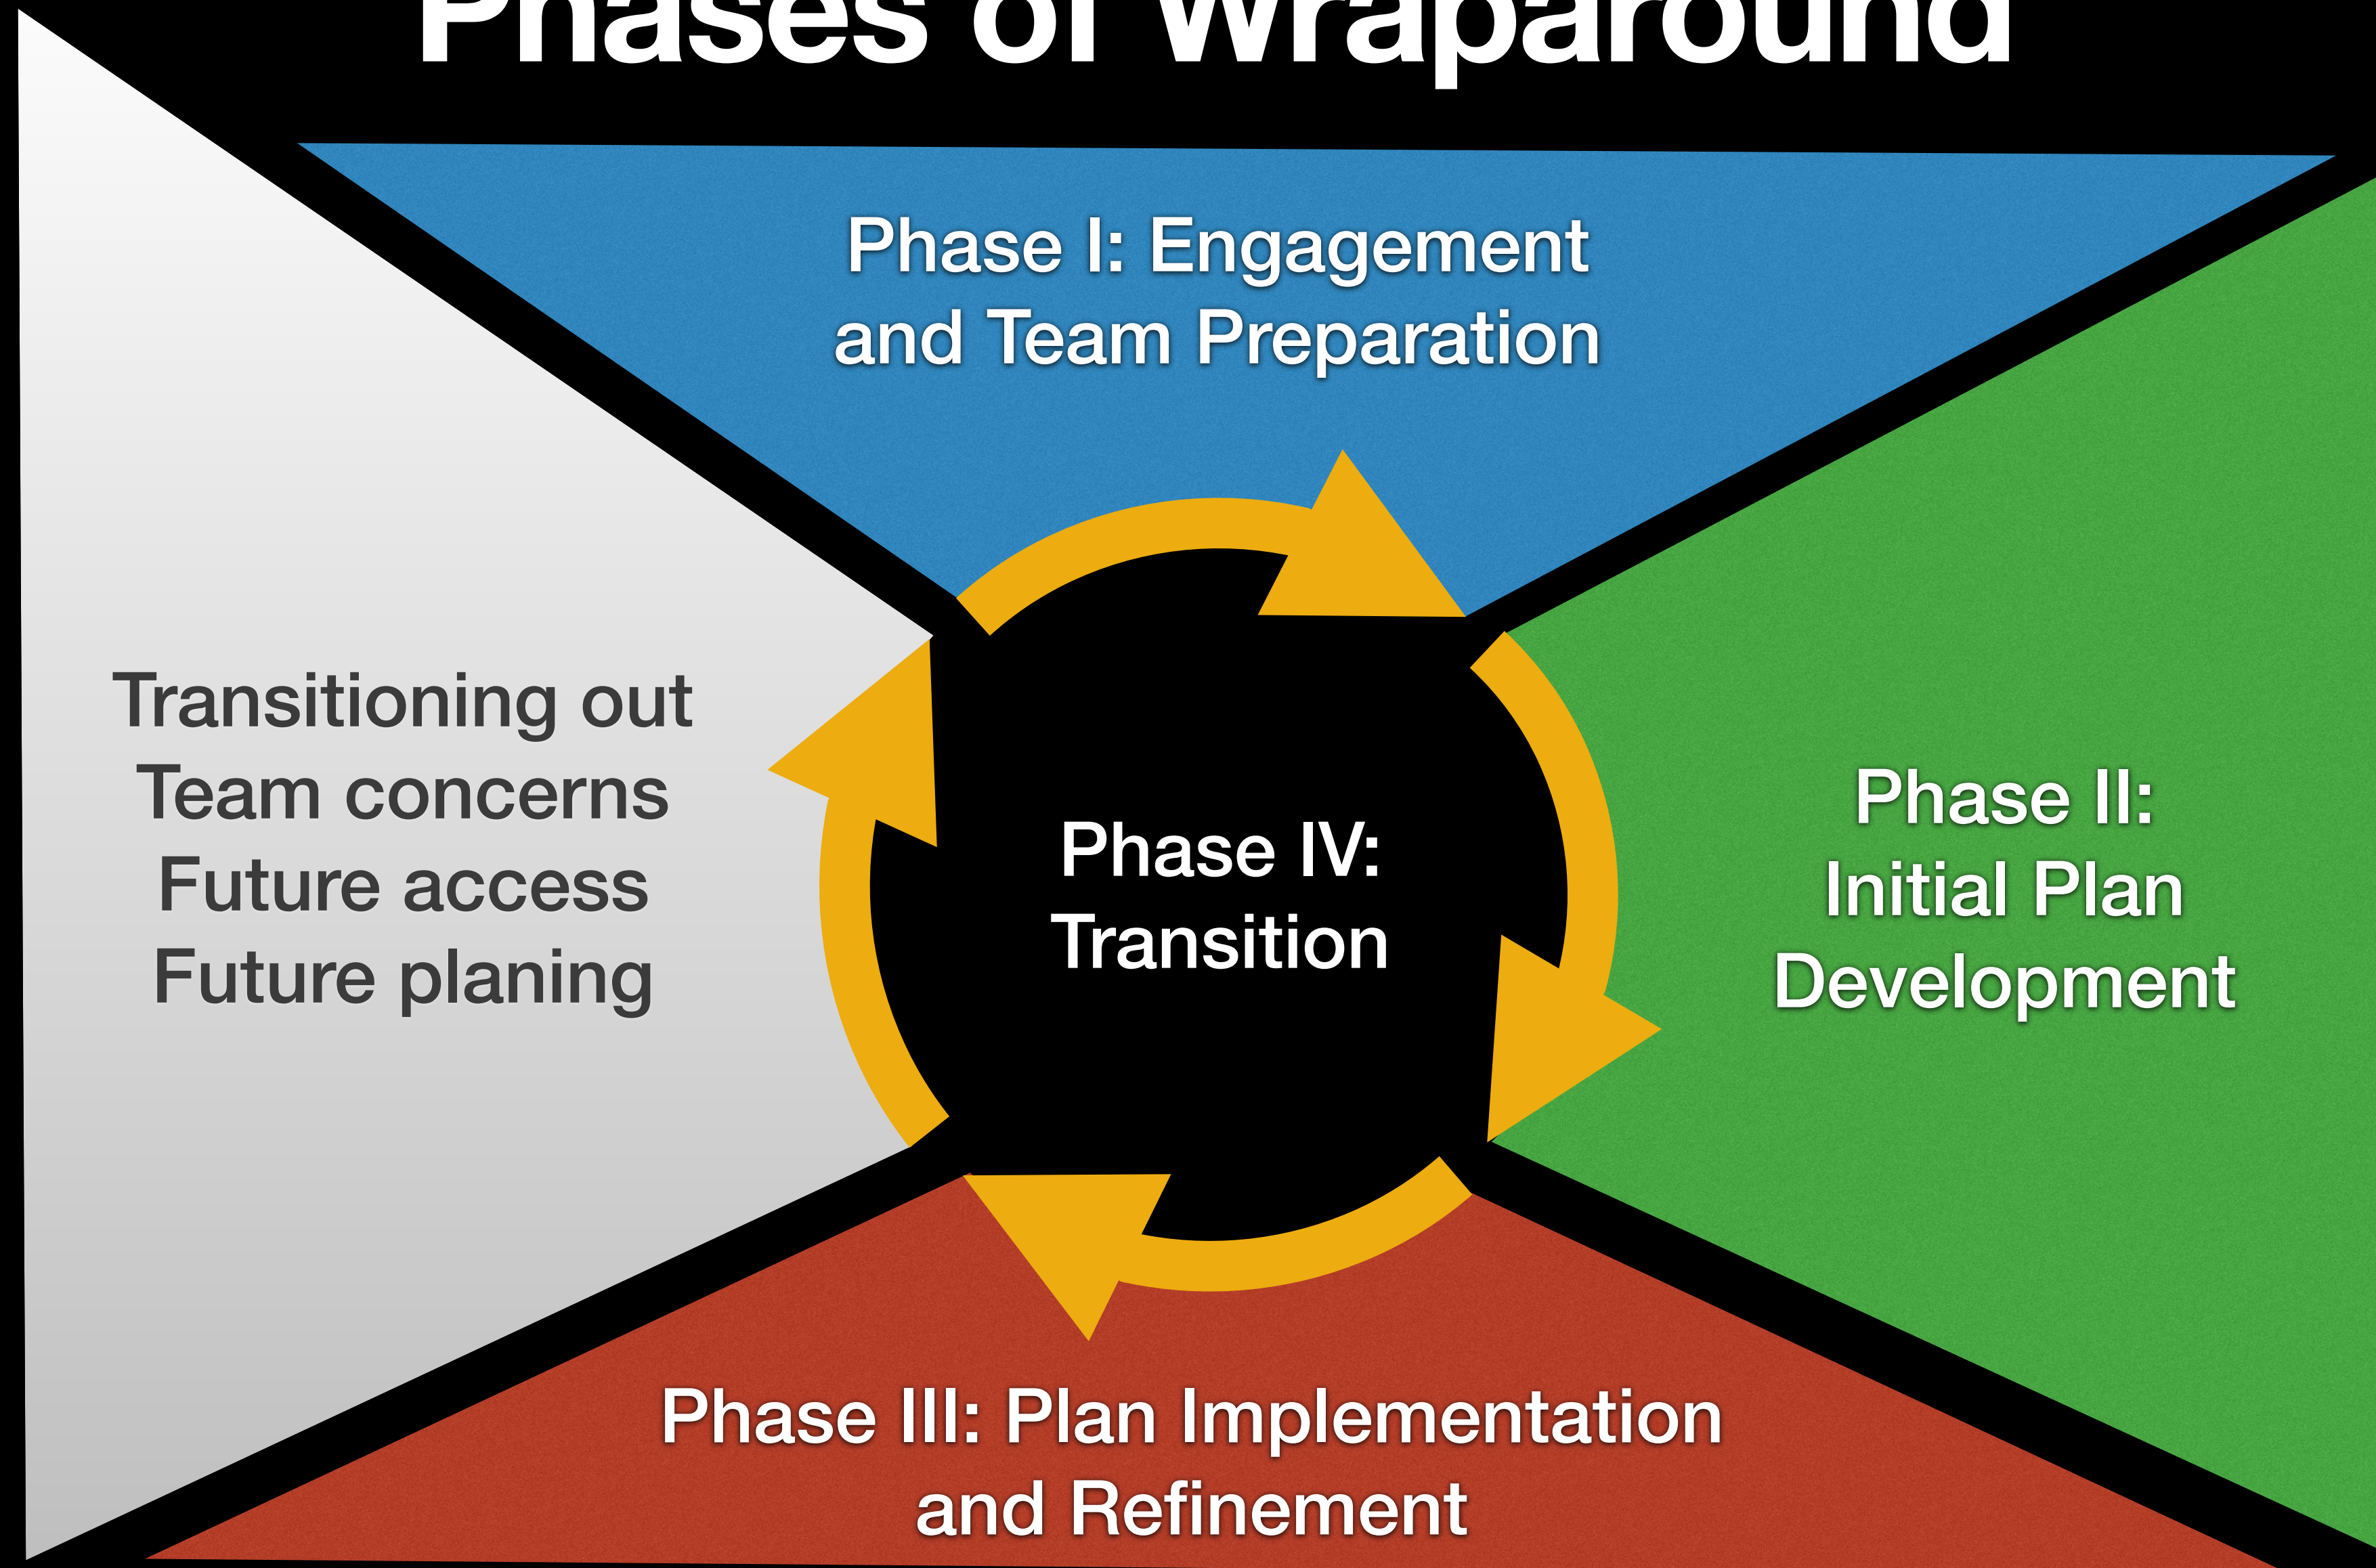 Phases of Wraparound
Phase I: Engagement
and Team Preparation
Transitioning out
Team concerns
Future access
Future planing
Phase IV:
Transition
Phase II:
Initial Plan
Development
Phase III: Plan Implementation
and Refinement